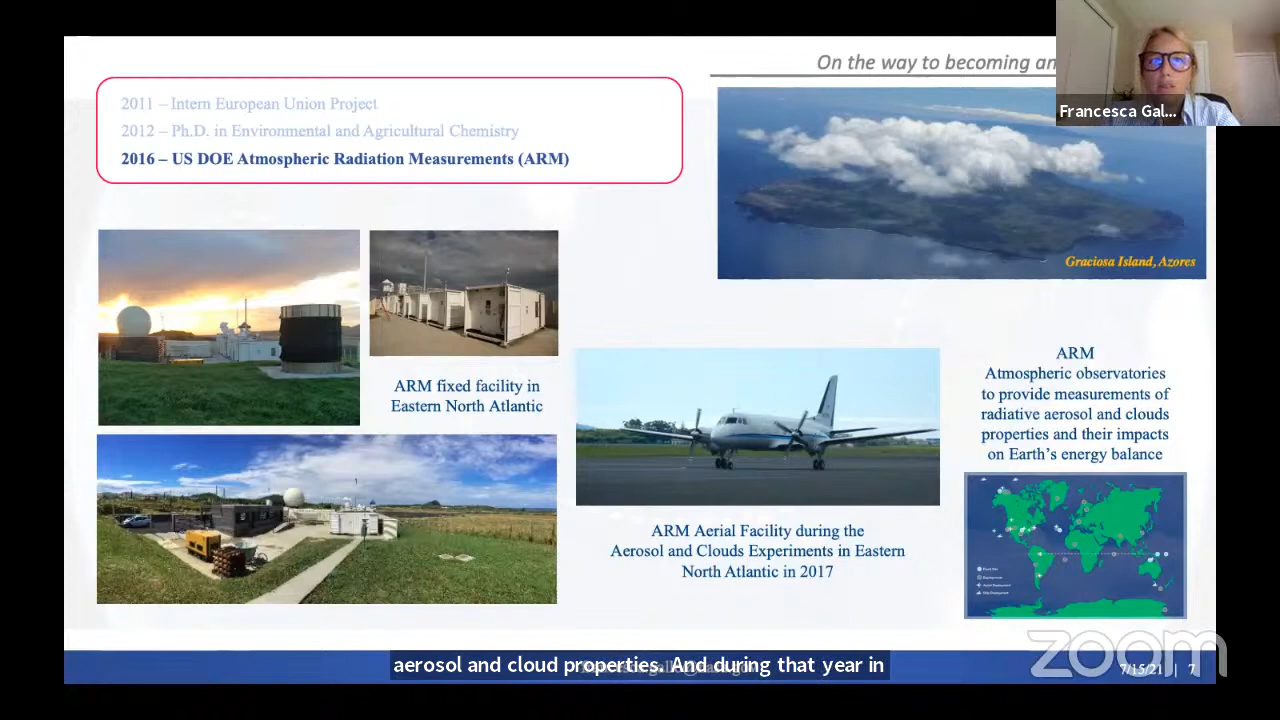 On the way to becoming an
Francesca Gal...
2011 – Intern European Union Project
2012 – Ph.D. in Environmental and Agricultural Chemistry
2016 – US DOE Atmospheric Radiation Measurements (ARM)
Graciosa Island, Azores
ARM fixed facility in
Eastern North Atlantic
ARM
Atmospheric observatories
to provide measurements of
radiative aerosol and clouds
properties and their impacts
on Earth's energy balance
ARM Aerial Facility during the
Aerosol and Clouds Experiments in Eastern
North Atlantic in 2017
aerosol and cloud properties. And during that year in
zoom
7/15/21 | 7